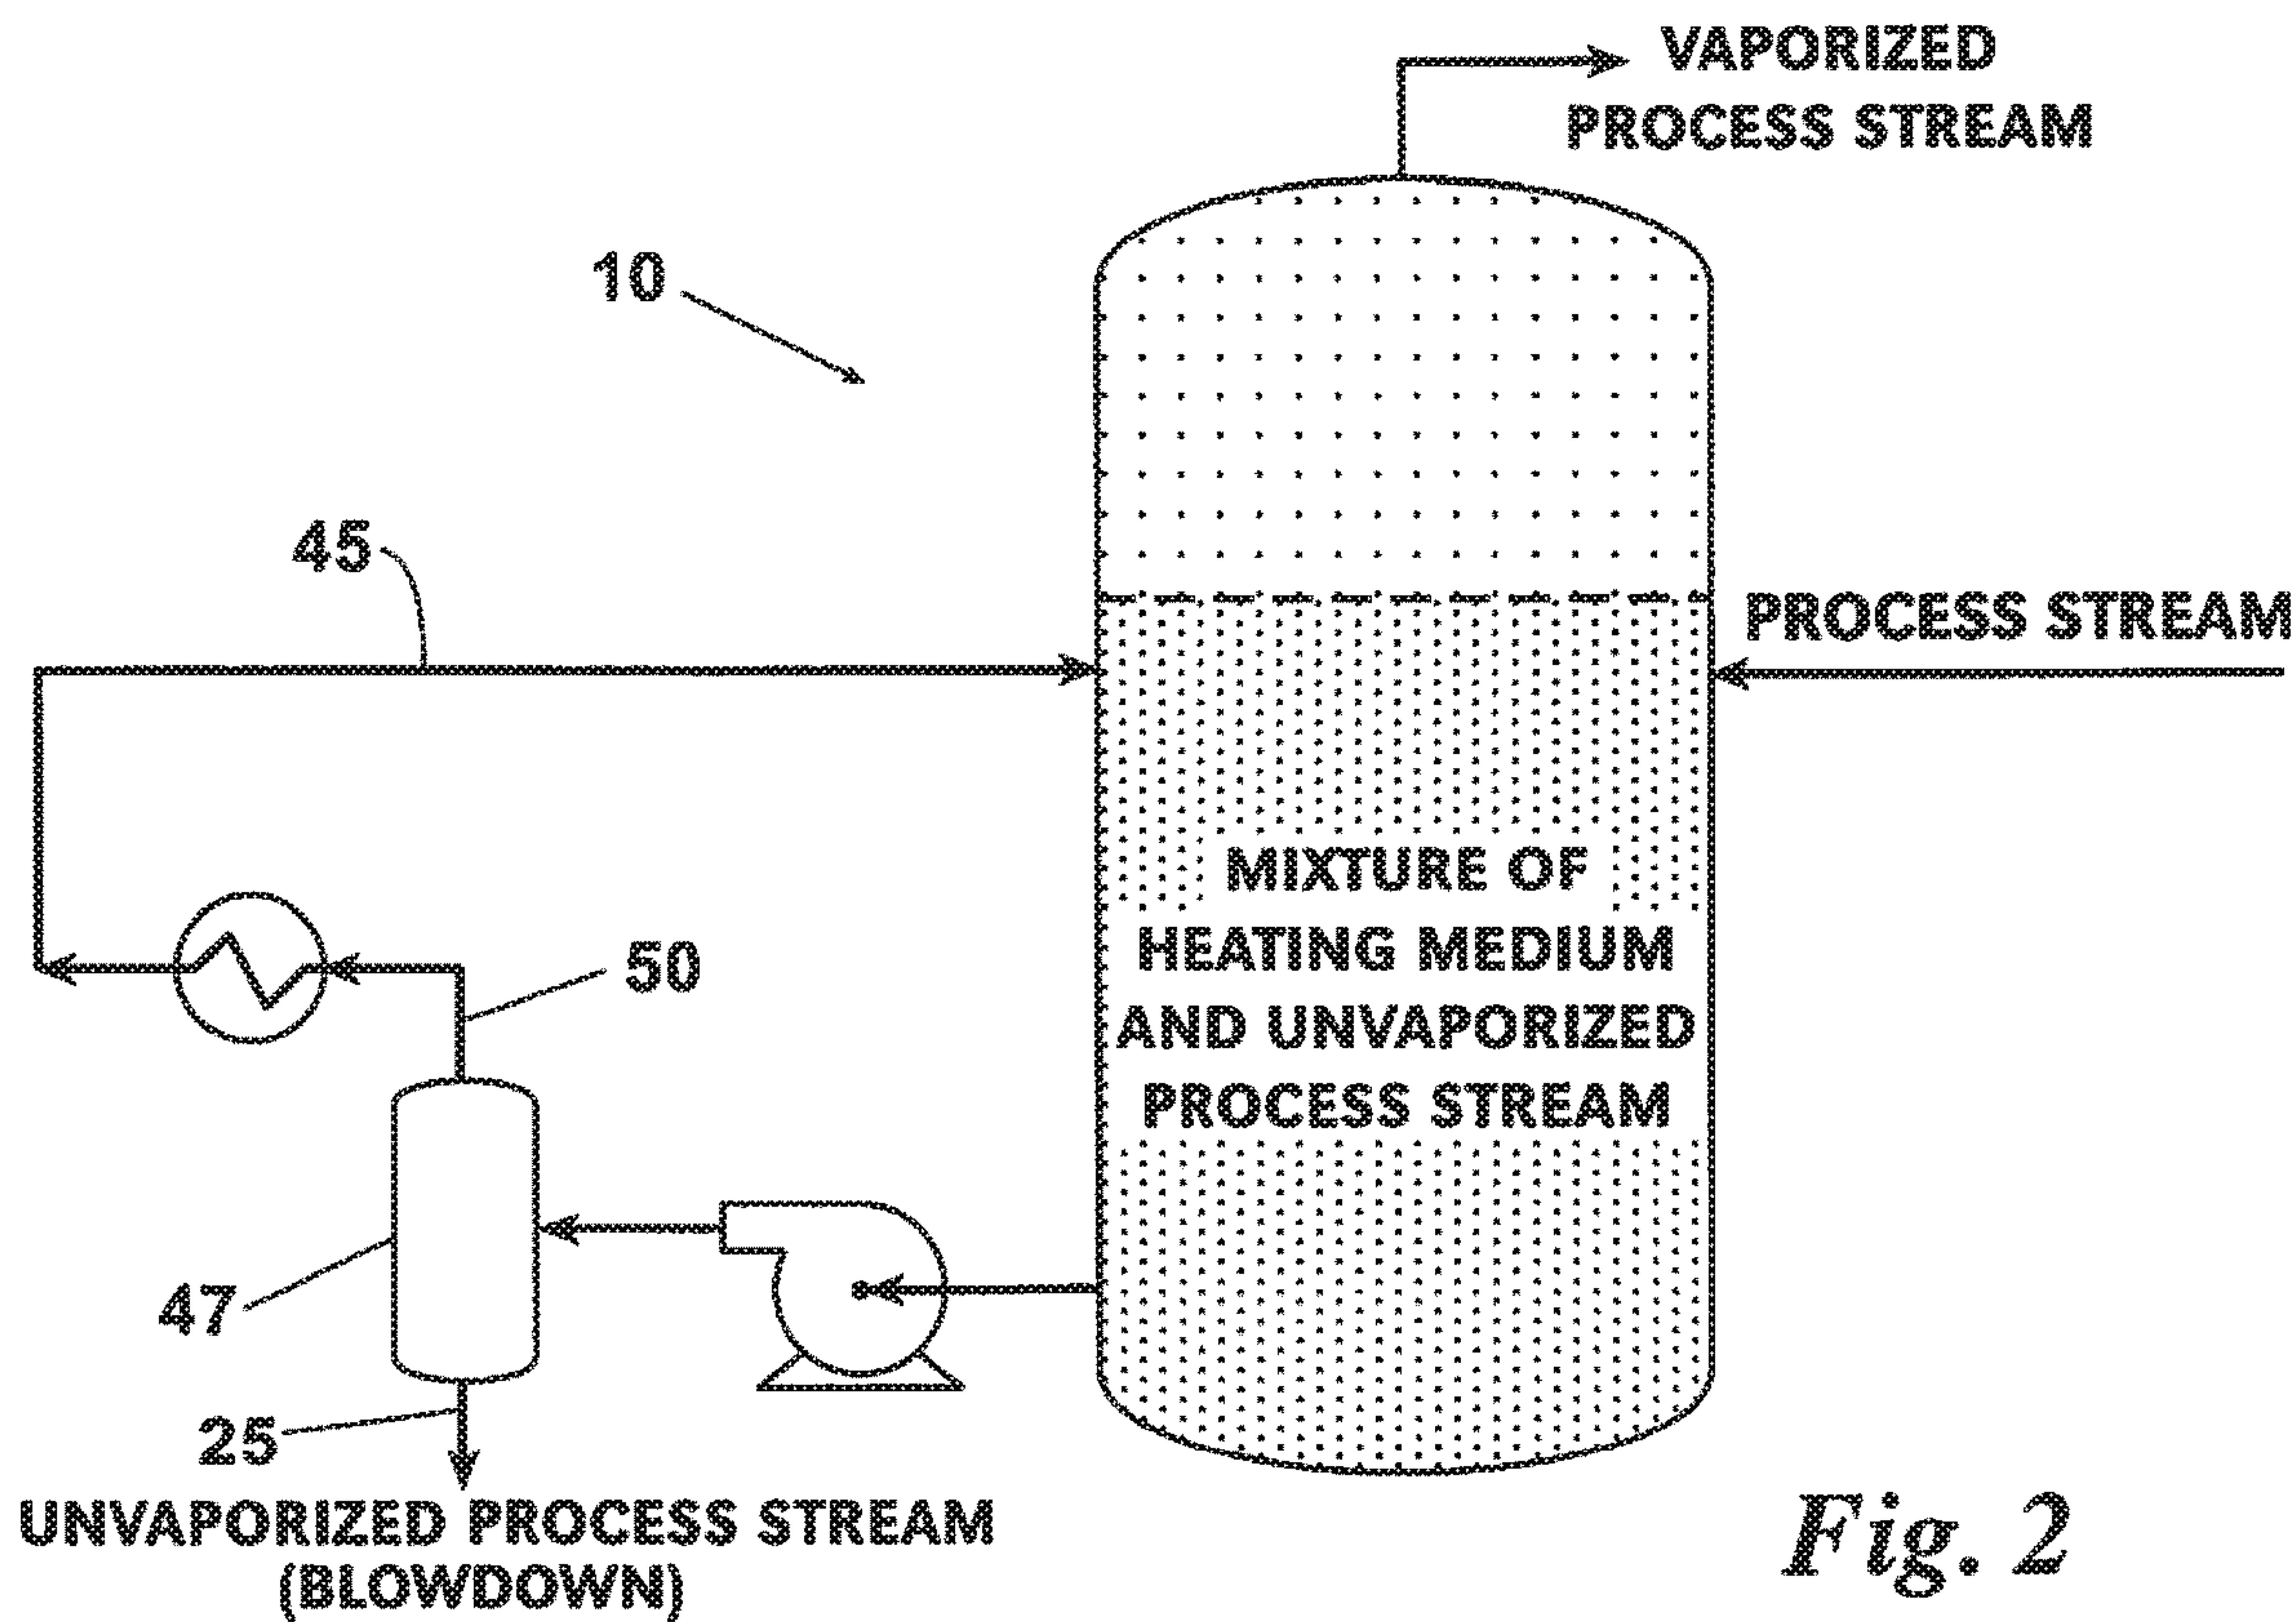 VAPORIZED
PROCESS STREAM
10
45
PROCESS STREAM
MIXTURE OF
HEATING MEDIUM
AND UNVAPORIZED
PROCESS STREAM
50
47
25
UNVAPORIZED PROCESS STREAM
(BLOWDOWN)
Fig. 2